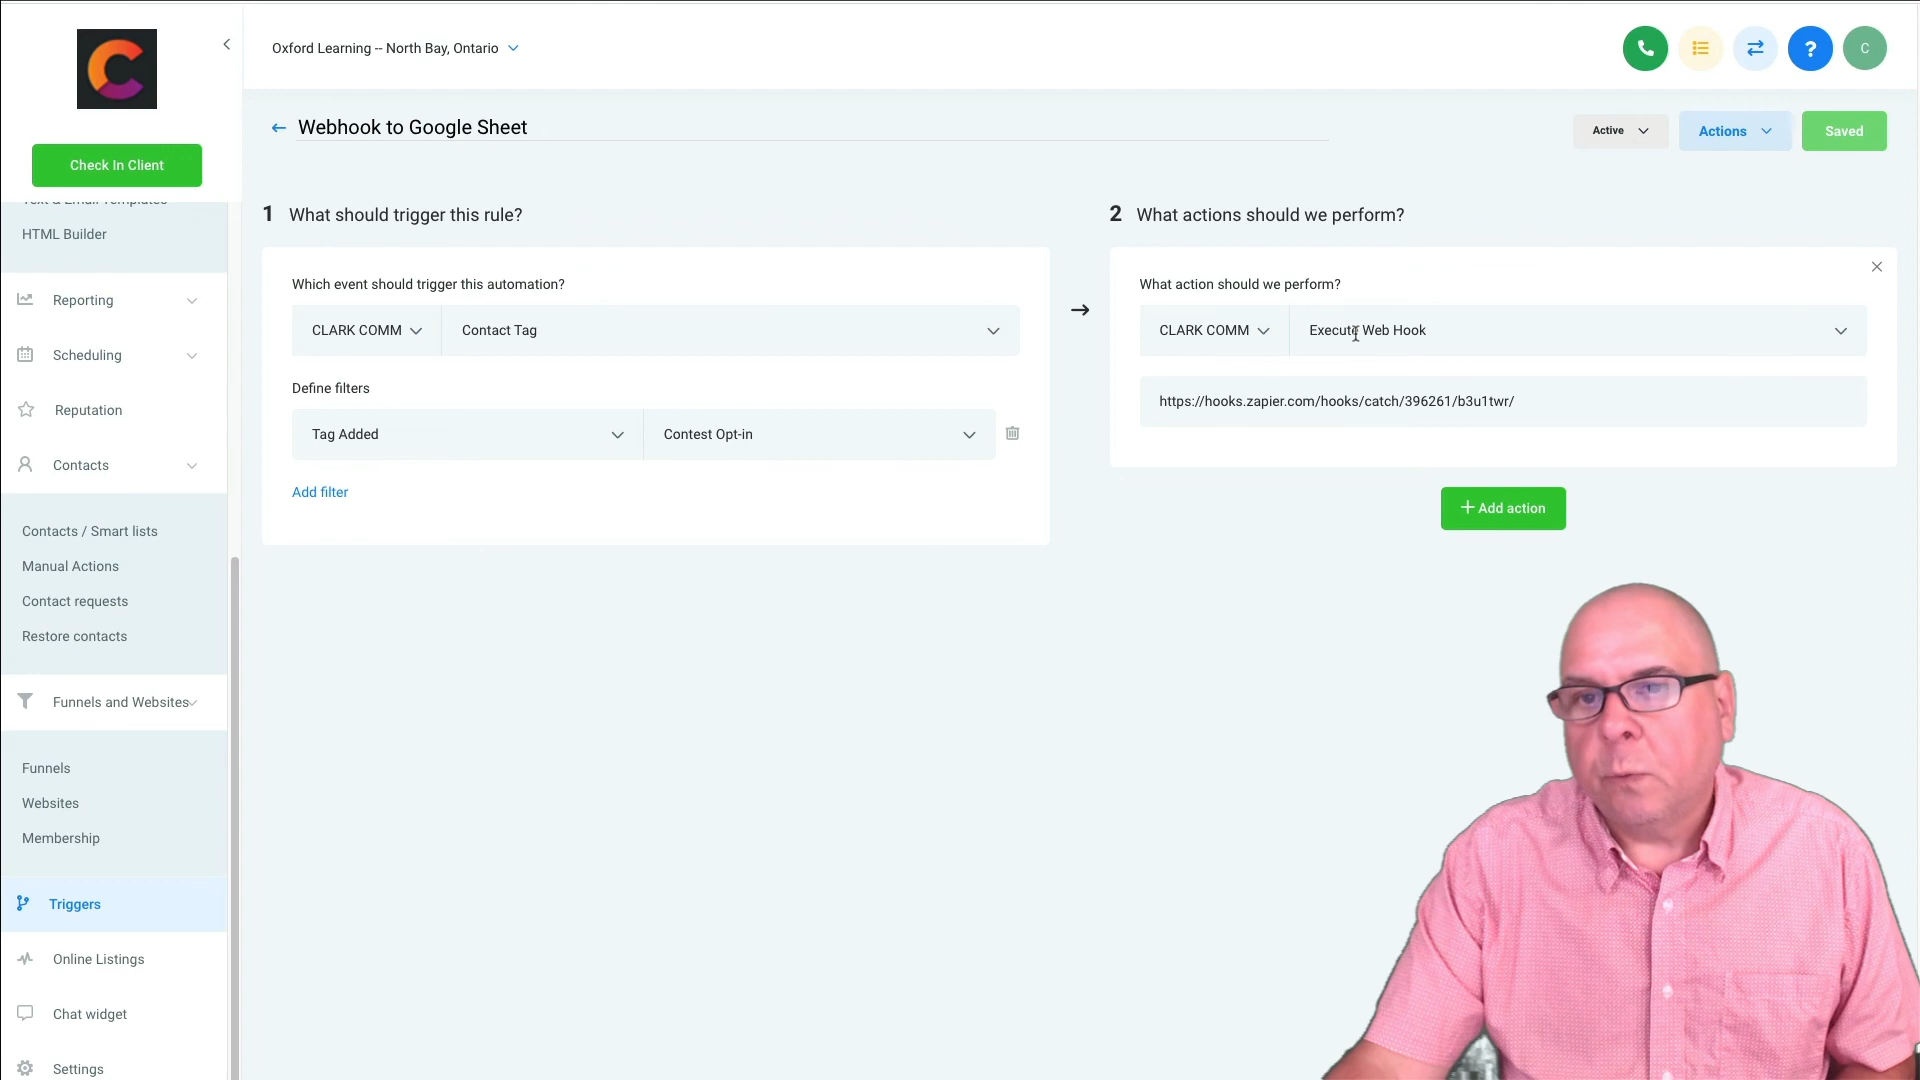 Oxford Learning -- North Bay, Ontario
?
C
Check In Client
Webhook to Google Sheet
Active
Actions
Saved
Text & Email Templates
HTML Builder
Reporting
Scheduling
Reputation
Contacts
Contacts / Smart lists
Manual Actions
Contact requests
Restore contacts
Funnels and Websites
Funnels
Websites
Membership
Triggers
Online Listings
Chat widget
Settings
1 What should trigger this rule?
Which event should trigger this automation?
CLARK COMM
Contact Tag
Define filters
Tag Added
Contest Opt-in
Add filter
2 What actions should we perform?
What action should we perform?
CLARK COMM
Execute Web Hook
https://hooks.zapier.com/hooks/catch/396261/b3u1twr/
+ Add action